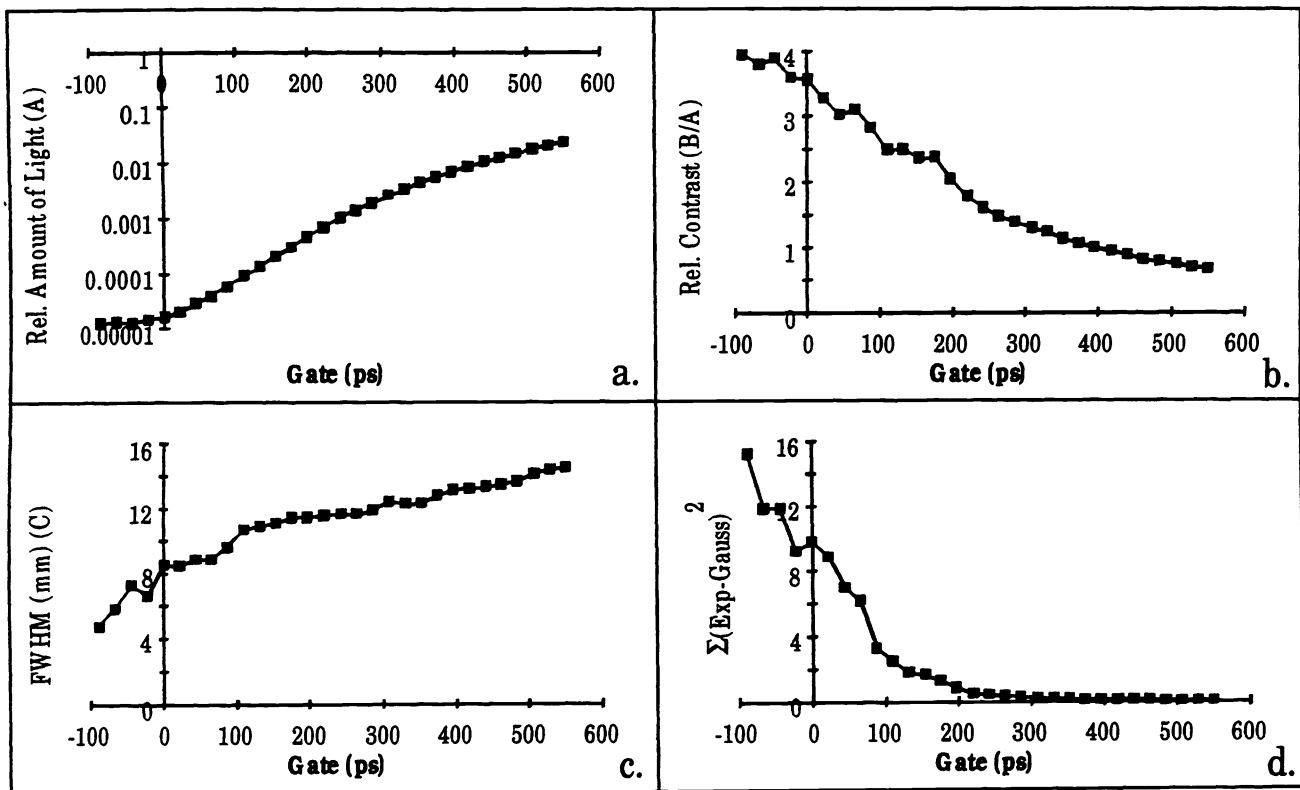 1
-100 0 100 200 300 400 500 600
0.1
0.01
0.001
0.0001
0.00001
Rel. Amount of Light (A)
Gate (ps)
a.
4
3
2
1
0
-100 0 100 200 300 400 500 600
Rel. Contrast (B/A)
Gate (ps)
b.
16
12
8
4
0
-100 0 100 200 300 400 500 600
FWHM (mm) (C)
Gate (ps)
c.
16
12
8
4
0
-100 0 100 200 300 400 500 600
Σ(Exp-Gauss)²
Gate (ps)
d.